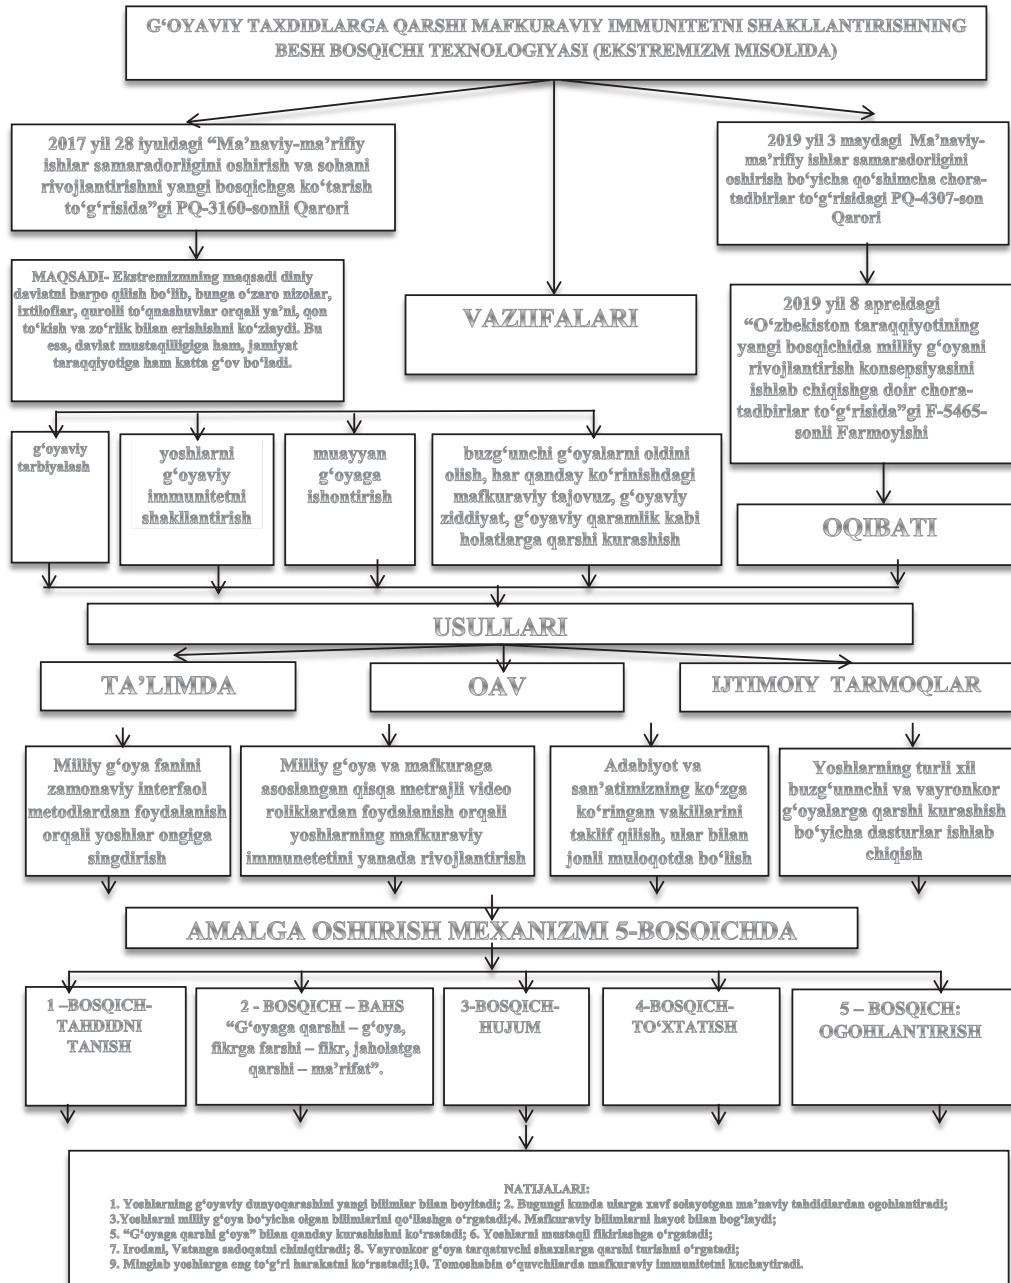 G‘OYAVIY TAXDIDLARGA QARSHI MAFKURAVIY IMMUNITETNI SHAKLLANTIRISHNING
BESH BOSQICHI TEXNOLOGIYASI (EKSTREMIZM MISOLIDA)
2017 yil 28 iyuldagi “Ma’naviy-ma’rifiy
ishlar samaradorligini oshirish va sohani
rivojlantirishni yangi bosqichga ko‘tarish
to‘g‘risida”gi PQ-3160-sonli Qarori
2019 yil 3 maydagi Ma’naviy-
ma’rifiy ishlar samaradorligini
oshirish bo‘yicha qo‘shimcha chora-
tadbirlar to‘g‘risidagi PQ-4307-son
Qarori
MAQSADI- Ekstremizmning maqsadi diniy
davlatni barpo qilish bo‘lib, bunga o‘zaro nizolar,
ixtiloflar, qurolli to‘qnashuvlar orqali ya’ni, qon
to‘kish va zo‘rlik bilan erishishni ko‘zlaydi. Bu
esa, davlat mustaqilligiga ham, jamiyat
taraqqiyotiga ham katta g‘ov bo‘ladi.
VAZIIFALARI
2019 yil 8 apreldagi
“O‘zbekiston taraqqiyotining
yangi bosqichida milliy g‘oyani
rivojlantirish konsepsiyasini
ishlab chiqishga doir chora-
tadbirlar to‘g‘risida”gi F-5465-
sonli Farmoyishi
g‘oyaviy
tarbiyalash
yoshlarni
g‘oyaviy
immunitetni
shakllantirish
muayyan
g‘oyaga
ishontirish
buzg‘unchi g‘oyalarni oldini
olish, har qanday ko‘rinishdagi
mafkuraviy tajovuz, g‘oyaviy
ziddiyat, g‘oyaviy qaramlik kabi
holatlarga qarshi kurashish
OQIBATI
USULLARI
TA’LIMDA
OAV
IJTIMOIY TARMOQLAR
Milliy g‘oya fanini
zamonaviy interfaol
metodlardan foydalanish
orqali yoshlar ongiga
singdirish
Milliy g‘oya va mafkuraga
asoslangan qisqa metrajli video
roliklardan foydalanish orqali
yoshlarning mafkuraviy
immunetetini yanada rivojlantirish
Adabiyot va
san’atimizning ko‘zga
ko‘ringan vakillarini
taklif qilish, ular bilan
jonli muloqotda bo‘lish
Yoshlarning turli xil
buzg‘unnchi va vayronkor
g‘oyalarga qarshi kurashish
bo‘yicha dasturlar ishlab
chiqish
AMALGA OSHIRISH MEXANIZMI 5-BOSQICHDA
1 –BOSQICH-
TAHDIDNI
TANISH
2 - BOSQICH – BAHS
“G‘oyaga qarshi – g‘oya,
fikrga farshi – fikr, jaholatga
qarshi – ma’rifat”.
3-BOSQICH-
HUJUM
4-BOSQICH-
TO‘XTATISH
5 – BOSQICH:
OGOHLANTIRISH
NATIJALARI:
1. Yoshlarning g‘oyaviy dunyoqarashini yangi bilimlar bilan boyitadi; 2. Bugungi kunda ularga xavf solayotgan ma’naviy tahdidlardan ogohlantiradi;
3.Yoshlarni milliy g‘oya bo‘yicha olgan bilimlarini qo‘llashga o‘rgatadi;4. Mafkuraviy bilimlarni hayot bilan bog‘laydi;
5. “G‘oyaga qarshi g‘oya” bilan qanday kurashishni ko‘rsatadi; 6. Yoshlarni mustaqil fikirlashga o‘rgatadi;
7. Irodani, Vatanga sadoqatni chiniqtiradi; 8. Vayronkor g‘oya tarqatuvchi shaxslarga qarshi turishni o‘rgatadi;
9. Minglab yoshlarga eng to‘g‘ri harakatni ko‘rsatadi;10. Tomoshabin o‘quvchilarda mafkuraviy immunitetni kuchaytiradi.